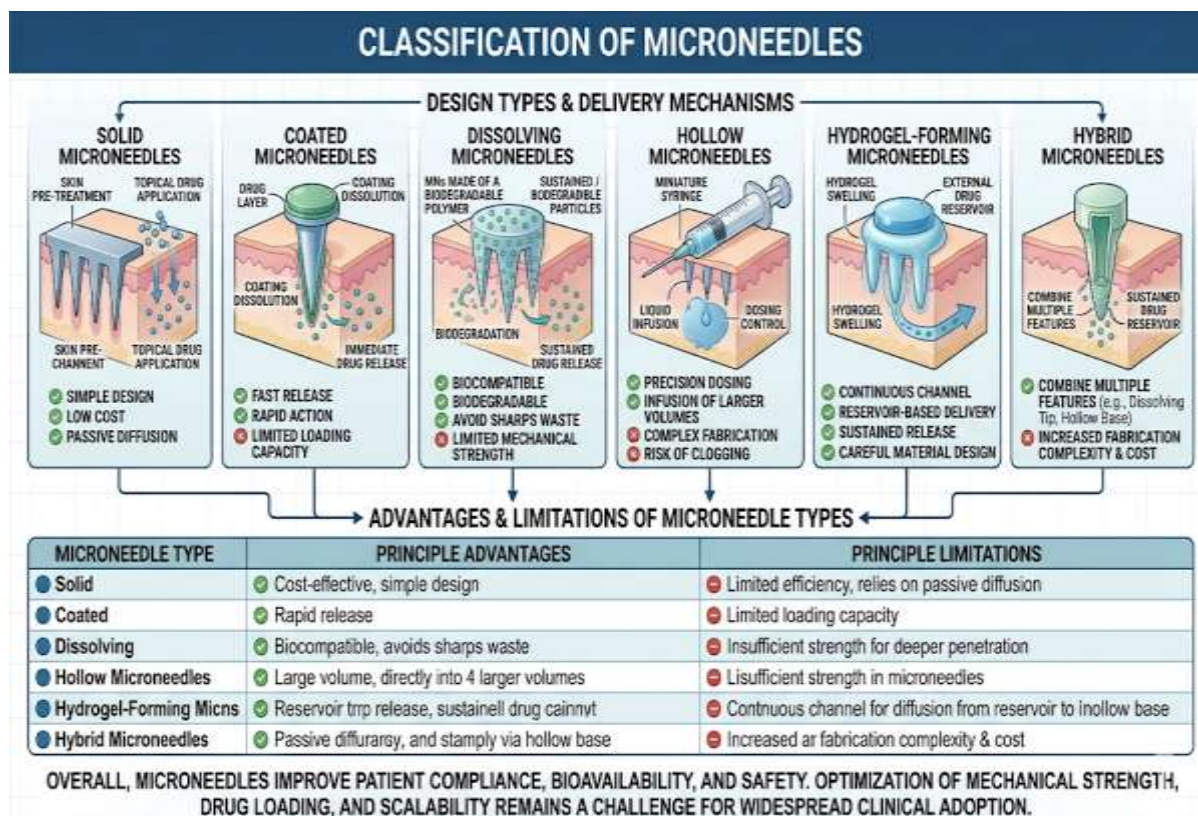 CLASSIFICATION OF MICRONEEDLES
DESIGN TYPES & DELIVERY MECHANISMS
SOLID
MICRONEEDLES
SKIN
PRE-TREATMENT
TOPICAL DRUG
APPLICATION
SKIN PRE-
CHANNENT
TOPICAL DRUG
APPLICATION
SIMPLE DESIGN
LOW COST
PASSIVE DIFFUSION
COATED
MICRONEEDLES
DRUG
LAYER
COATING
DISSOLUTION
COATING
DISSOLUTION
IMMEDIATE
DRUG RELEASE
FAST RELEASE
RAPID ACTION
LIMITED LOADING
CAPACITY
DISSOLVING
MICRONEEDLES
MNs MADE OF A
BIODEGRADABLE
POLYMER
SUSTAINED /
BIODEGRADIBLE
PARTICLES
BIODEGRADATION
SUSTAINED
DRUG RELEASE
BIOCOMPATIBLE
BIODEGRADABLE
AVOID SHARPS WASTE
LIMITED MECHANICAL
STRENGTH
HOLLOW
MICRONEEDLES
MINIATURE
SYRINGE
LIQUID
INFUSION
DOSING
CONTROL
PRECISION DOSING
INFUSION OF LARGER
VOLUMES
COMPLEX FABRICATION
RISK OF CLOGGING
HYDROGEL-FORMING
MICRONEEDLES
HYDROGEL
SWELLING
EXTERNAL
DRUG
RESERVOIR
HYDROGEL
SWELLING
CONTINUOUS CHANNEL
RESERVOIR-BASED DELIVERY
SUSTAINED RELEASE
CAREFUL MATERIAL DESIGN
HYBRID
MICRONEEDLES
COMBINE
MULTIPLE
FEATURES
SUSTAINED
DRUG
RESERVOIR
COMBINE MULTIPLE
FEATURES (e.g., Dissolving
Tip, Hollow Base)
INCREASED FABRICATION
COMPLEXITY & COST
ADVANTAGES & LIMITATIONS OF MICRONEEDLE TYPES
MICRONEEDLE TYPE PRINCIPLE ADVANTAGES PRINCIPLE LIMITATIONS
Solid Cost-effective, simple design Limited efficiency, relies on passive diffusion
Coated Rapid release Limited loading capacity
Dissolving Biocompatible, avoids sharps waste Insufficient strength for deeper penetration
Hollow Microneedles Large volume, directly into 4 larger volumes Lisufficient strength in microneedles
Hydrogel-Forming Micns Reservoir trrp release, sustainell drug cainnvt Contnuous channel for diffusion from reservoir to inollow base
Hybrid Microneedles Passive diffurargy, and stamply via hollow base Increased ar fabrication complexity & cost
OVERALL, MICRONEEDLES IMPROVE PATIENT COMPLIANCE, BIOAVAILABILITY, AND SAFETY. OPTIMIZATION OF MECHANICAL STRENGTH,
DRUG LOADING, AND SCALABILITY REMAINS A CHALLENGE FOR WIDESPREAD CLINICAL ADOPTION.